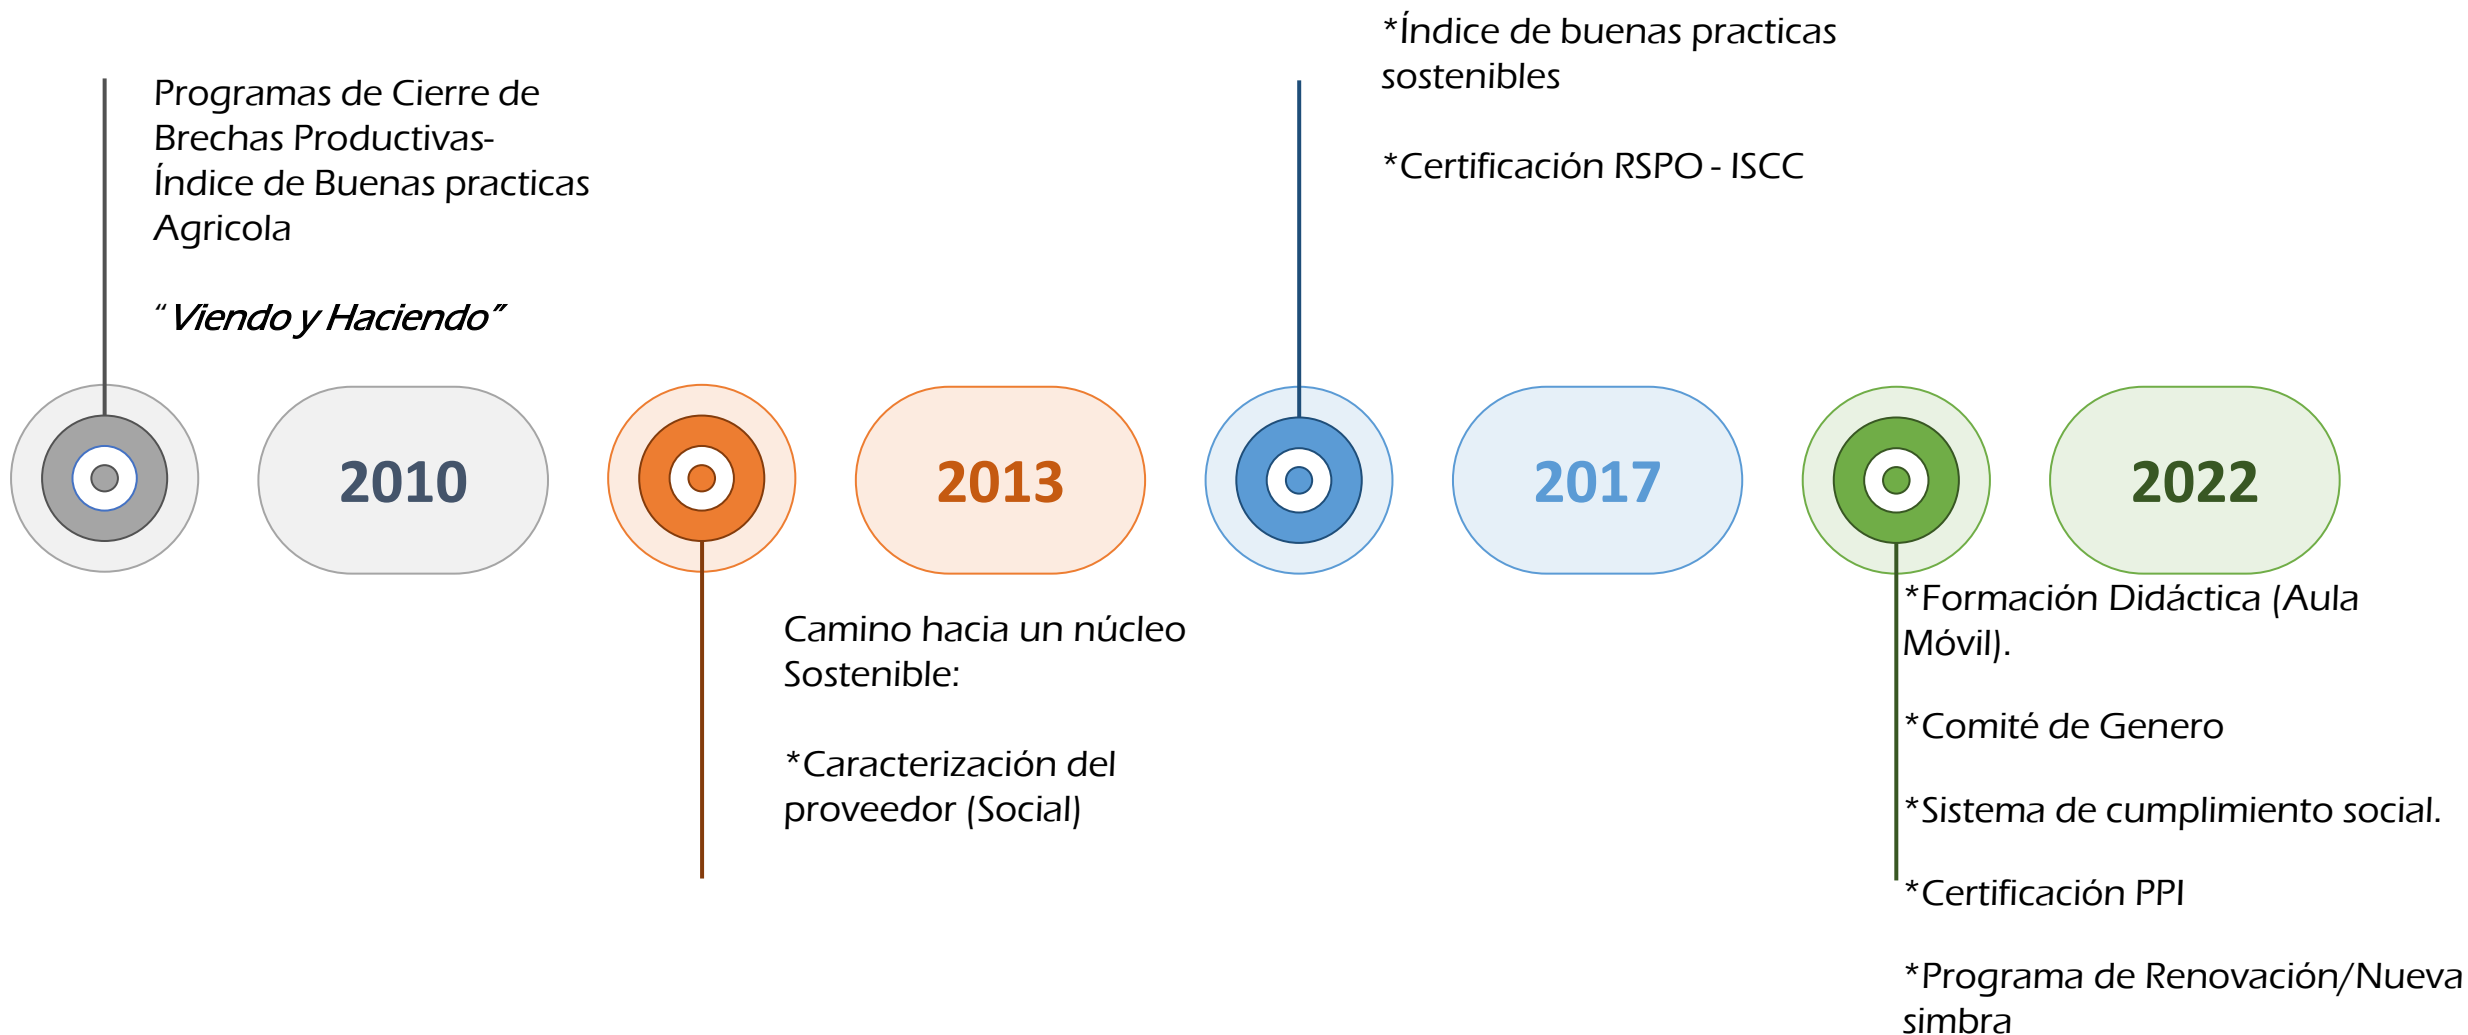 Programas de Cierre de
Brechas Productivas-
Índice de Buenas practicas
Agricola
“Viendo y Haciendo”
2010
Camino hacia un núcleo
Sostenible:
*Caracterización del
proveedor (Social)
2013
*Índice de buenas practicas
sostenibles
*Certificación RSPO - ISCC
2017
*Formación Didáctica (Aula
Móvil).
*Comité de Genero
*Sistema de cumplimiento social.
*Certificación PPI
*Programa de Renovación/Nueva
simbra
2022